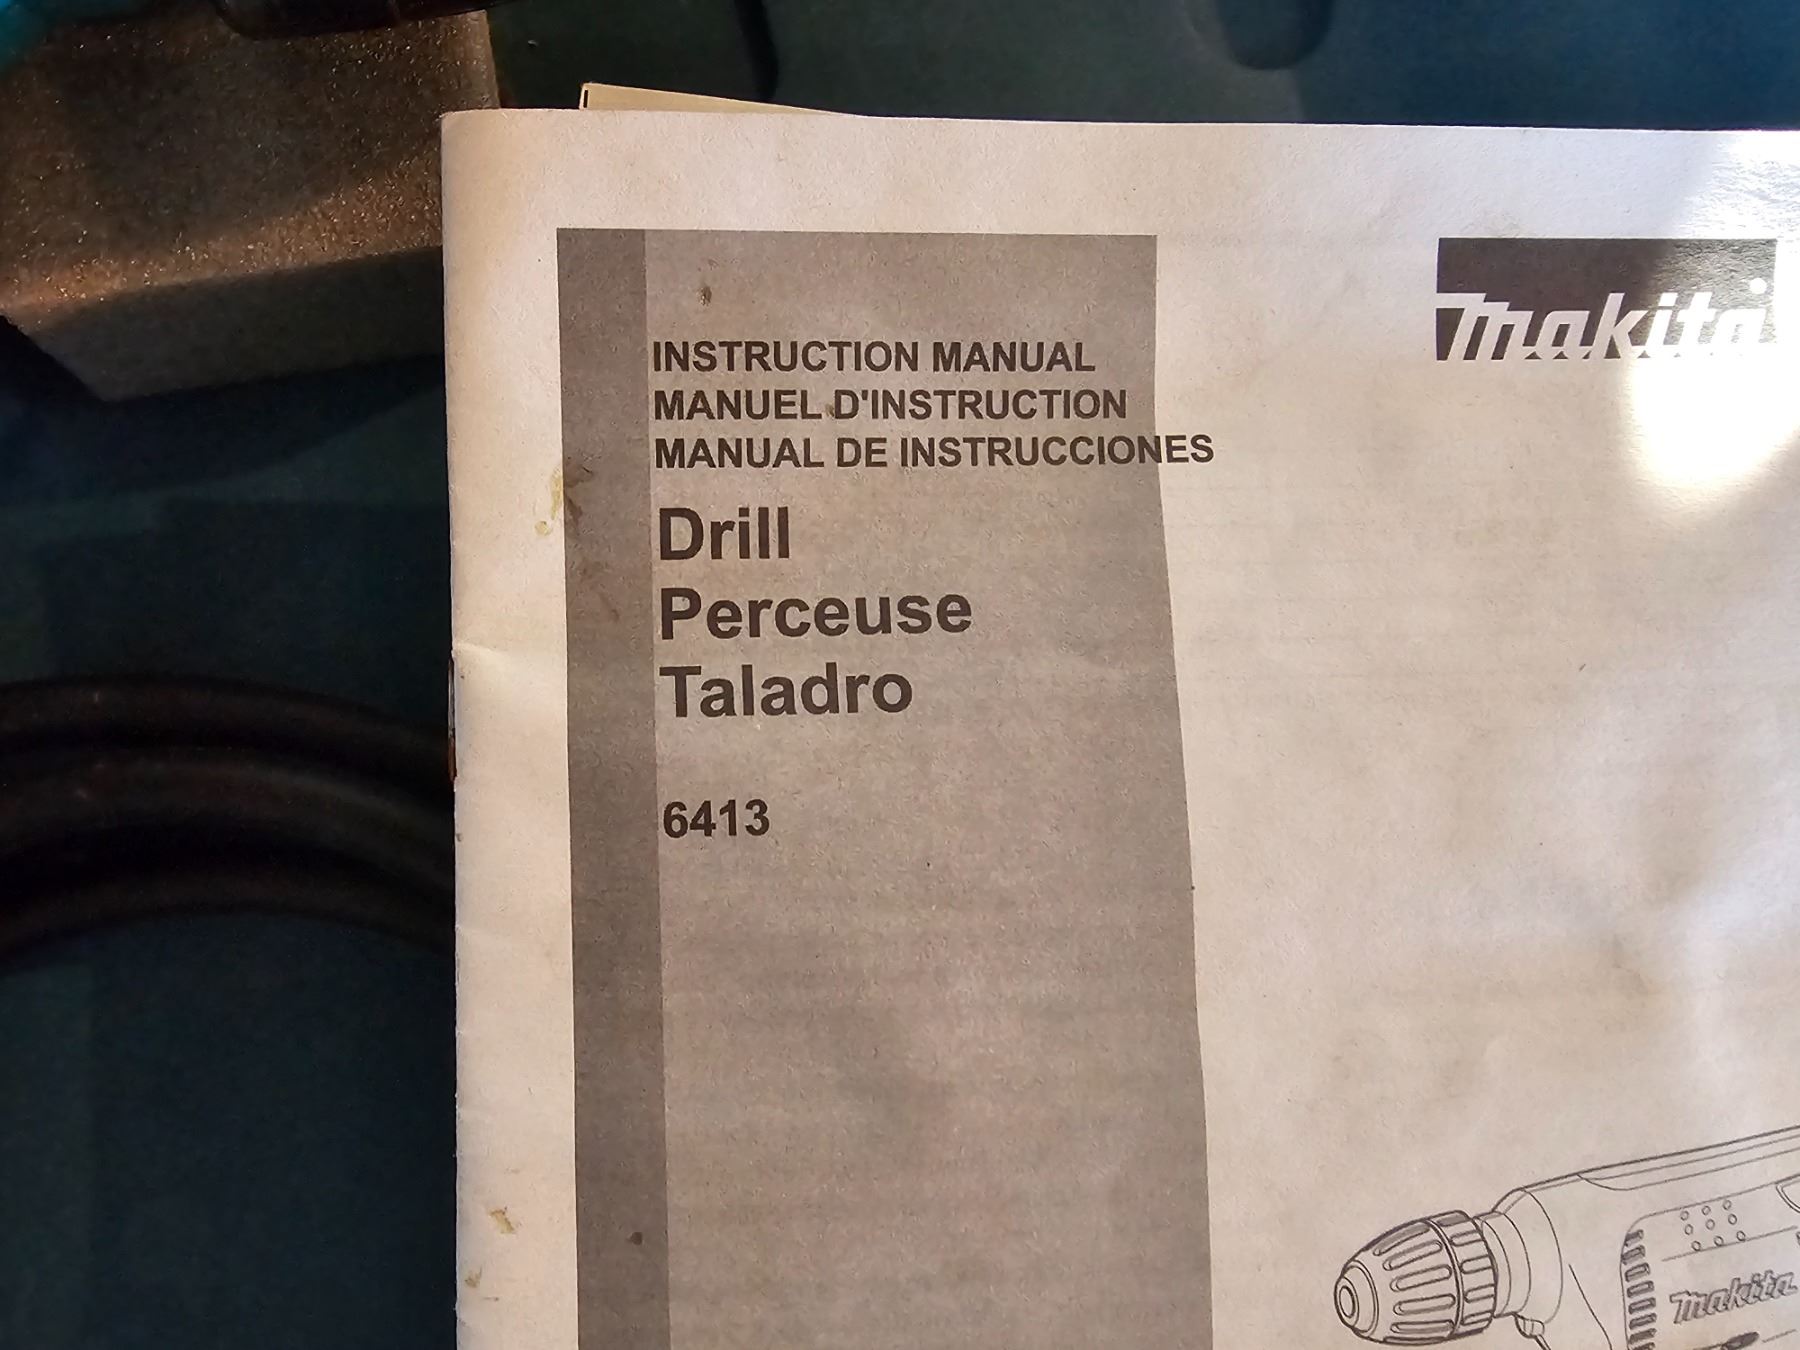 INSTRUCTION MANUAL
MANUEL D'INSTRUCTION
MANUAL DE INSTRUCCIONES
makita
Drill
Perceuse
Taladro
6413
makita